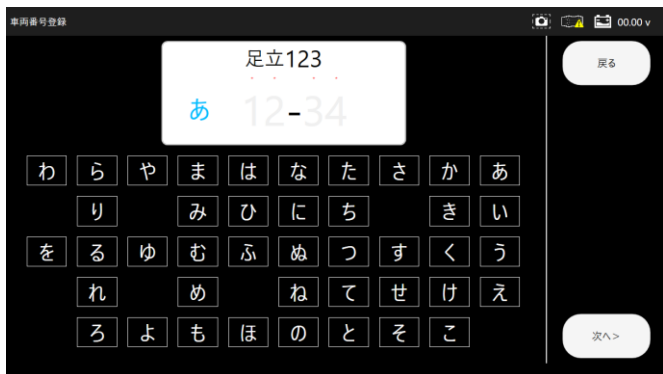 車両番号登録
00.00 v
足立123
あ 12-34
戻る
わ ら や ま は な た さ か あ
り み ひ に ち き い
を る ゆ む ふ ぬ つ す く う
れ め ね て せ け え
ろ よ も ほ の と そ こ
次へ>